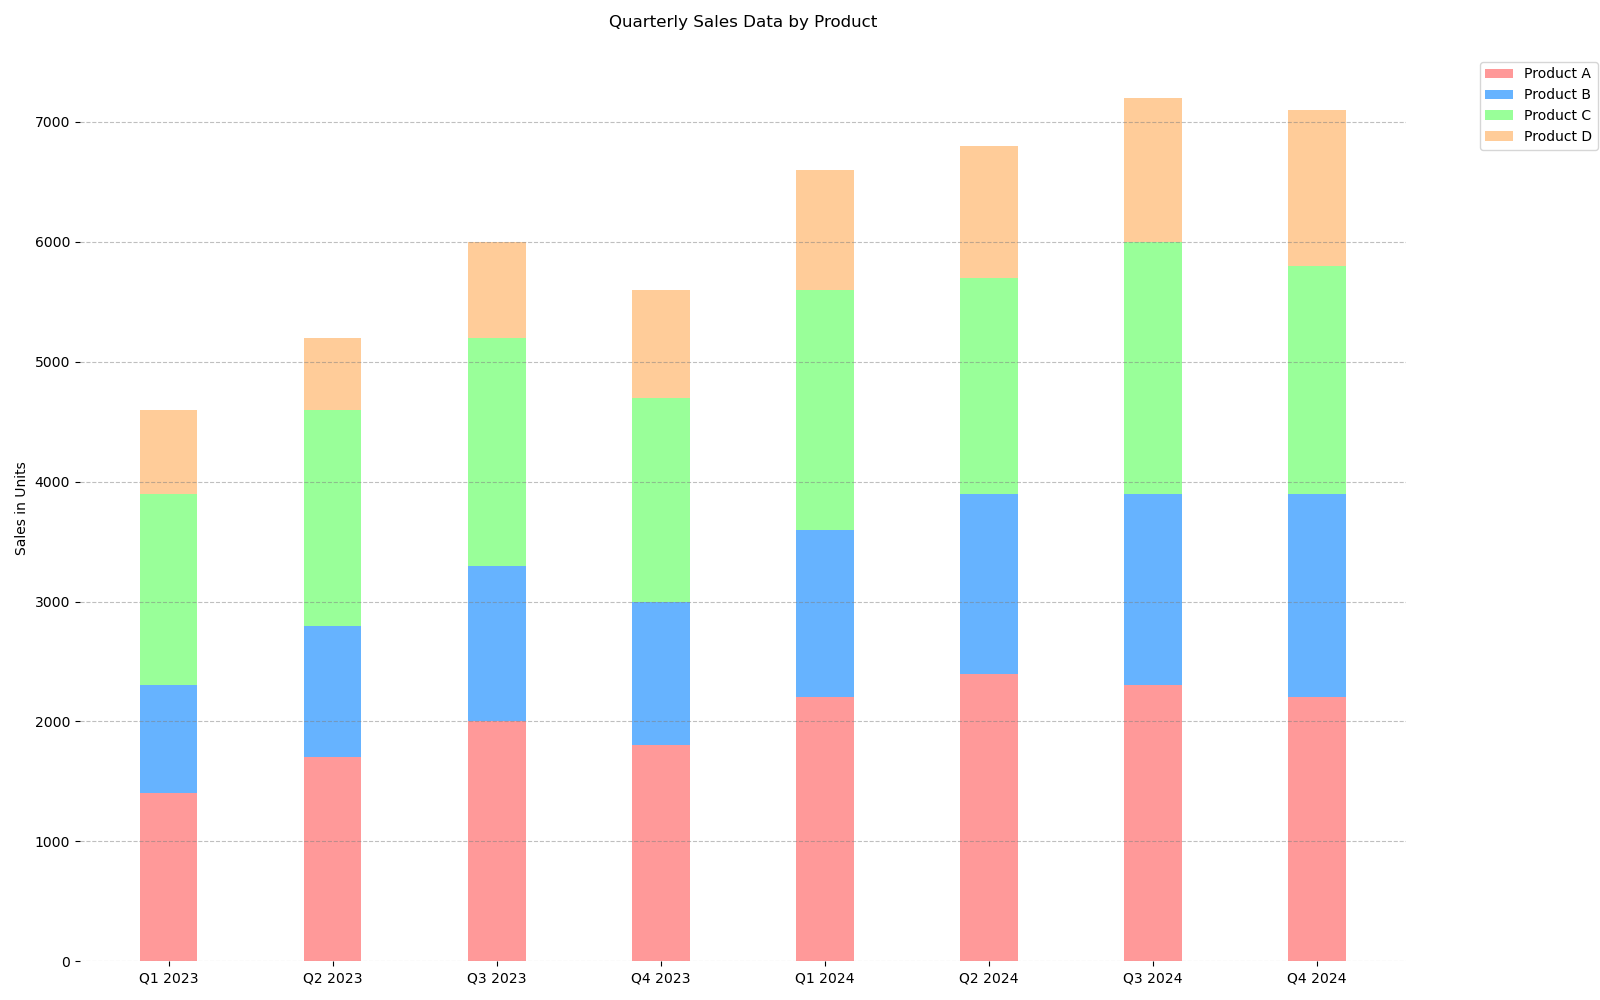 Quarterly Sales Data by Product
Product A
Product B
Product C
Product D
Sales in Units
7000
6000
5000
4000
3000
2000
1000
0
Q1 2023 Q2 2023 Q3 2023 Q4 2023 Q1 2024 Q2 2024 Q3 2024 Q4 2024